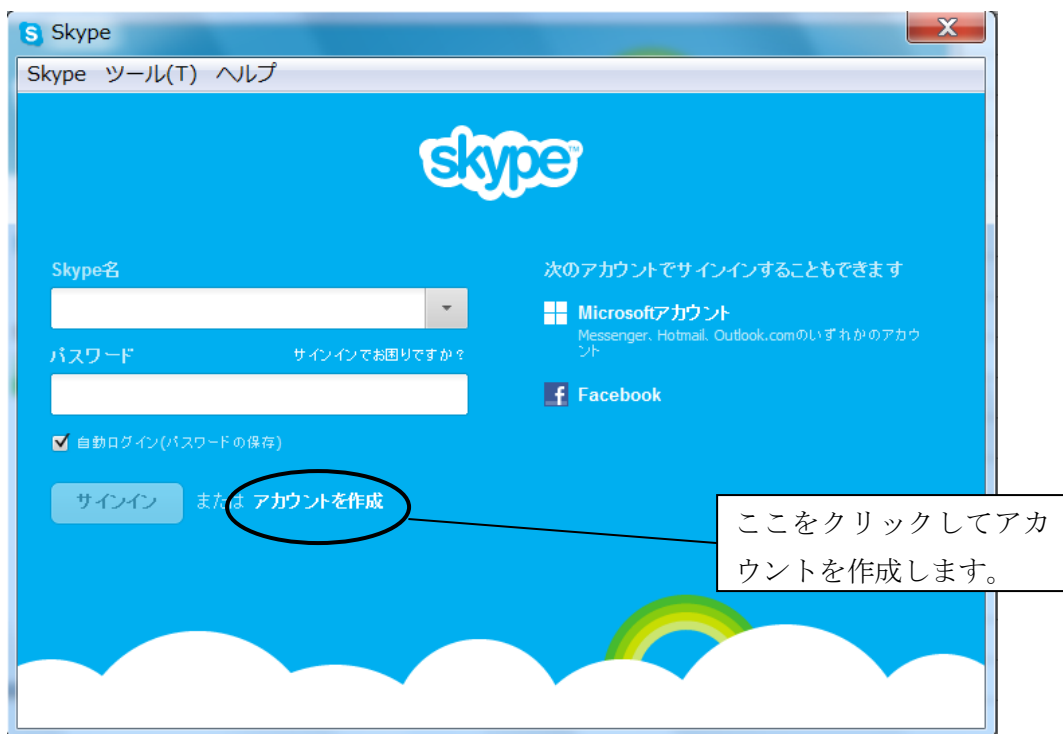 Skype
Skype ツール(T) ヘルプ
skype™
Skype名
パスワード サインインでお困りですか?
自動ログイン(パスワードの保存)
サインイン または アカウントを作成
次のアカウントでサインインすることもできます
Microsoftアカウント
Messenger、Hotmail、Outlook.comのいずれかのアカウ
ント
Facebook
ここをクリックしてアカ
ウントを作成します。